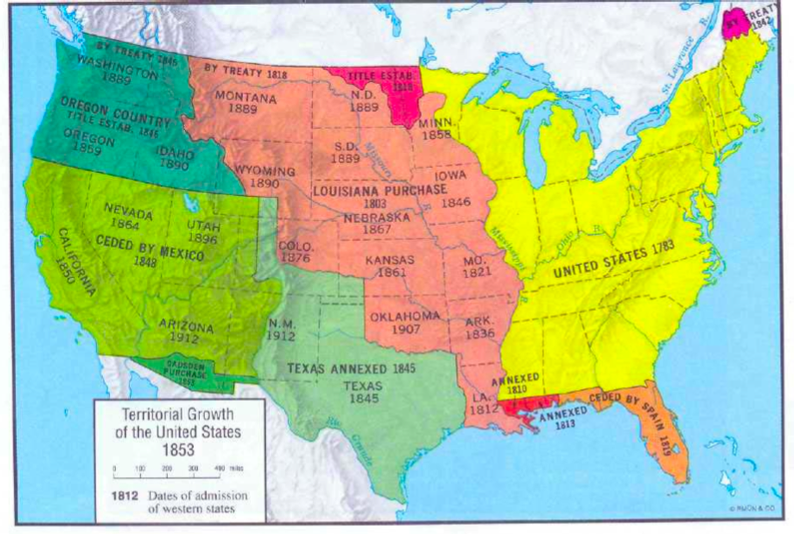 BY TREATY 1846
WASHINGTON
1889
OREGON COUNTRY
TITLE ESTAB. 1846
OREGON
1859
IDAHO
1890
BY TREATY 1818
MONTANA
1889
WYOMING
1890
TITLE ESTAB.
1818
N.D.
1889
S.D.
1889
MINN.
1858
Missouri
R.
LOUISIANA PURCHASE
1803
IOWA
1846
NEBRASKA
1867
COLO.
1876
KANSAS
1861
MO.
1821
OKLAHOMA
1907
ARK.
1836
LA.
1812
BY TREATY
1842
St. Lawrence R.
Mississippi R.
Ohio R.
UNITED STATES 1783
NEVADA
1864
UTAH
1896
CEDED BY MEXICO
1848
CALIFORNIA
1850
ARIZONA
1912
N.M.
1912
GADSDEN
PURCHASE
TEXAS ANNEXED 1845
TEXAS
1845
Rio Grande
ANNEXED
1810
ANNEXED
1813
CEDED BY SPAIN 1819
Territorial Growth
of the United States
1853
0 100 200 300 400 miles
1812 Dates of admission
of western states